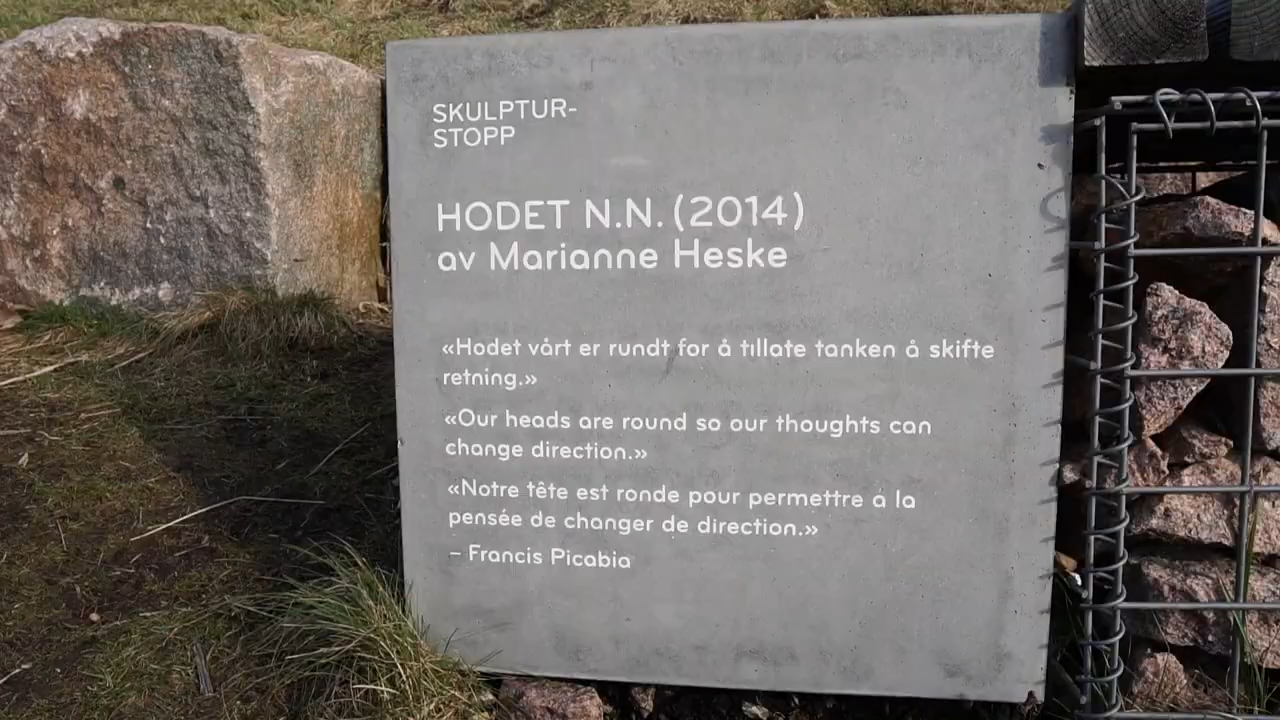 SKULPTUR-
STOPP
HODET N.N. (2014)
av Marianne Heske
«Hodet vårt er rundt for å tillate tanken å skifte
retning.»
«Our heads are round so our thoughts can
change direction.»
«Notre tête est ronde pour permettre á la
pensée de changer de direction.»
– Francis Picabia